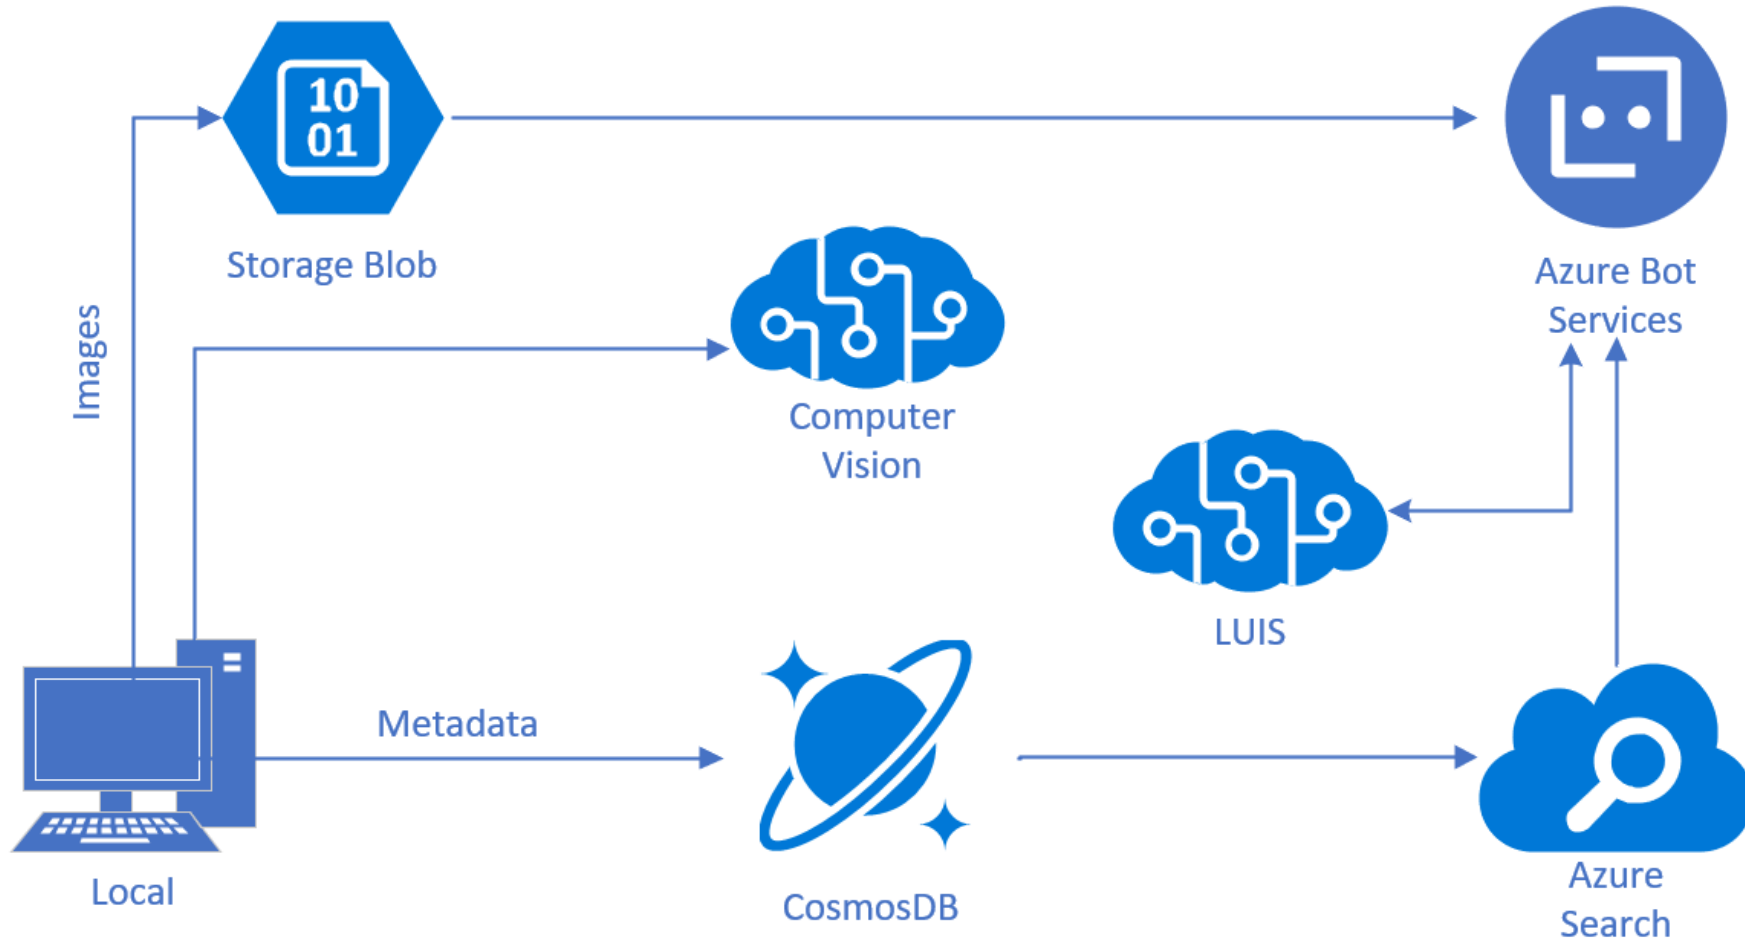 10
01
Storage Blob
Azure Bot
Services
Images
Computer
Vision
LUIS
Metadata
Local
CosmosDB
Azure
Search